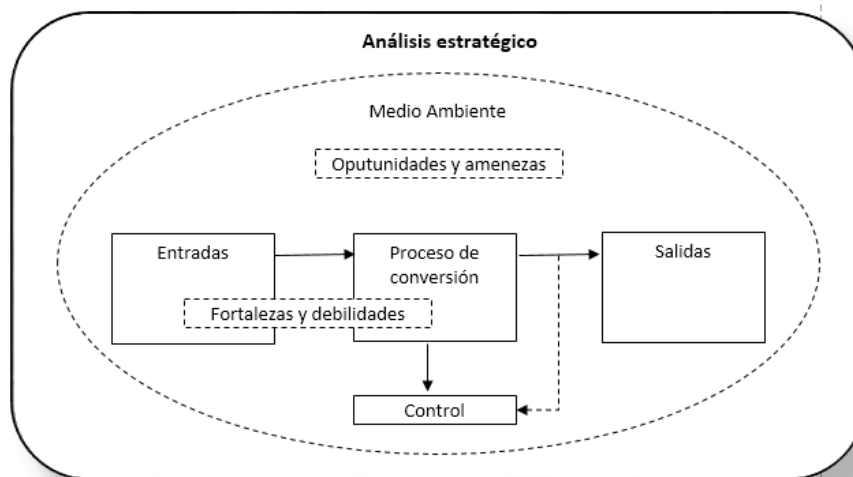 Análisis estratégico
Medio Ambiente
Oputunidades y amenezas
Entradas
Proceso de
conversión
Salidas
Fortalezas y debilidades
Control